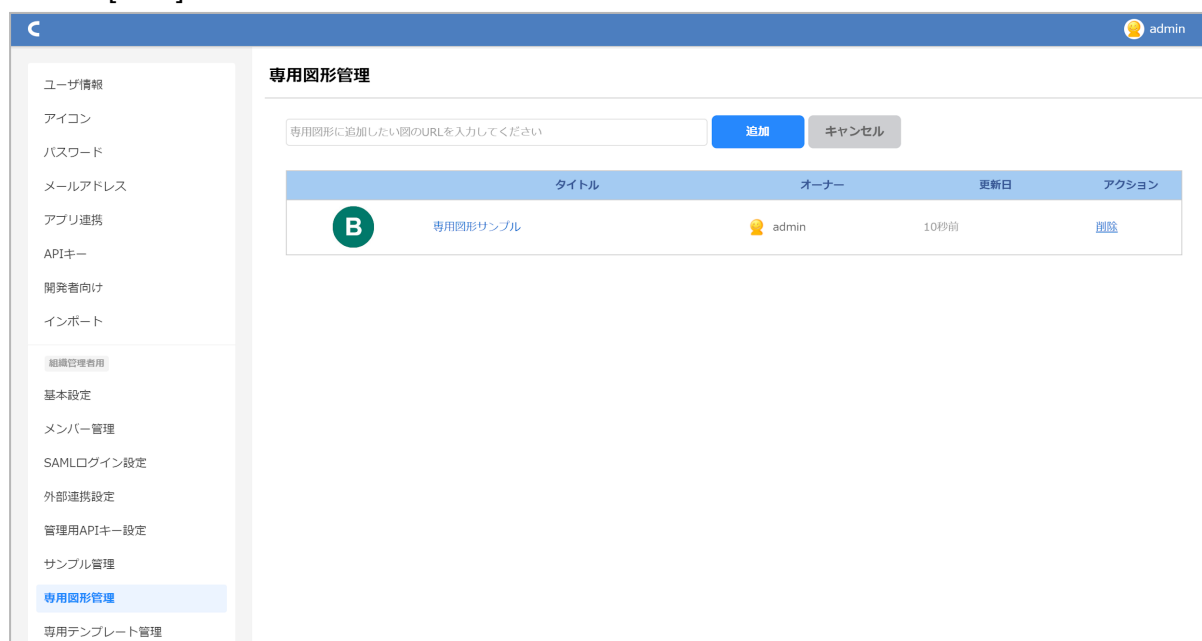 admin
ユーザ情報
アイコン
パスワード
メールアドレス
アプリ連携
APIキー
開発者向け
インポート
組織管理者用
基本設定
メンバー管理
SAMLログイン設定
外部連携設定
管理用APIキー設定
サンプル管理
専用図形管理
専用テンプレート管理
専用図形管理
専用図形に追加したい図のURLを入力してください 追加 キャンセル
タイトル オーナー 更新日 アクション
B 専用図形サンプル admin 10秒前 削除